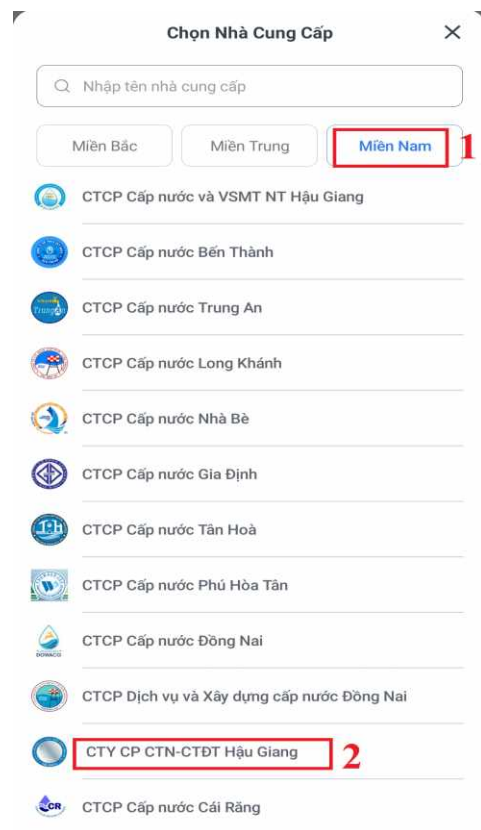 Chọn Nhà Cung Cấp
Nhập tên nhà cung cấp
Miền Bắc
Miền Trung
Miền Nam
1
CTCP Cấp nước và VSMT NT Hậu Giang
CTCP Cấp nước Bến Thành
CTCP Cấp nước Trung An
CTCP Cấp nước Long Khánh
CTCP Cấp nước Nhà Bè
CTCP Cấp nước Gia Định
CTCP Cấp nước Tân Hoà
CTCP Cấp nước Phú Hòa Tân
CTCP Cấp nước Đồng Nai
CTCP Dịch vụ và Xây dựng cấp nước Đồng Nai
CTY CP CTN-CTĐT Hậu Giang
2
CTCP Cấp nước Cái Răng